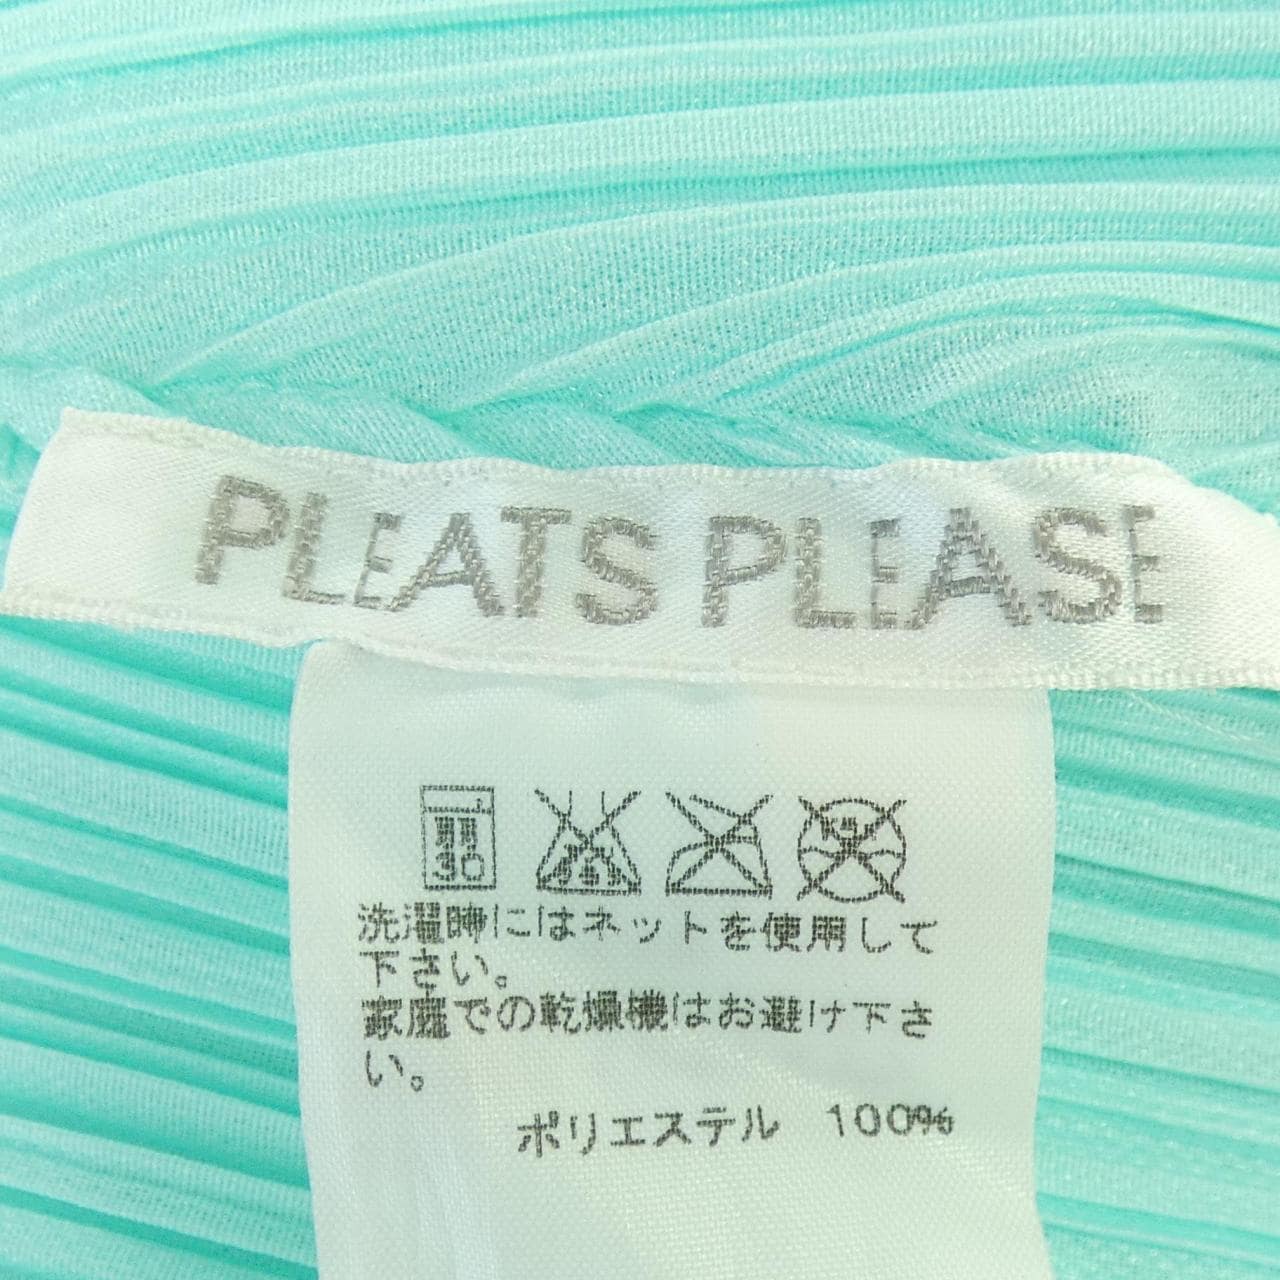 PLEATS PLEASE
30
洗濯時にはネットを使用して
下さい。
家庭での乾燥機はお避け下さ
い。
ポリエステル 100%